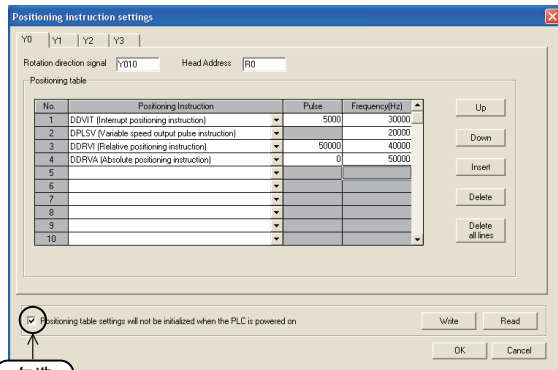 Positioning instruction settings
Y0 Y1 Y2 Y3
Rotation direction signal Y010 Head Address R0
Positioning table
No. Positioning Instruction Pulse Frequency(Hz)
1 DDVIT (Interrupt positioning instruction) 5000 30000
2 DPLSV (Variable speed output pulse instruction) 20000
3 DDRVI (Relative positioning instruction) 50000 40000
4 DDRVA (Absolute positioning instruction) 0 50000
5
6
7
8
9
10
Up
Down
Insert
Delete
Delete
all lines
Positioning table settings will not be initialized when the PLC is powered on
Write Read
OK Cancel